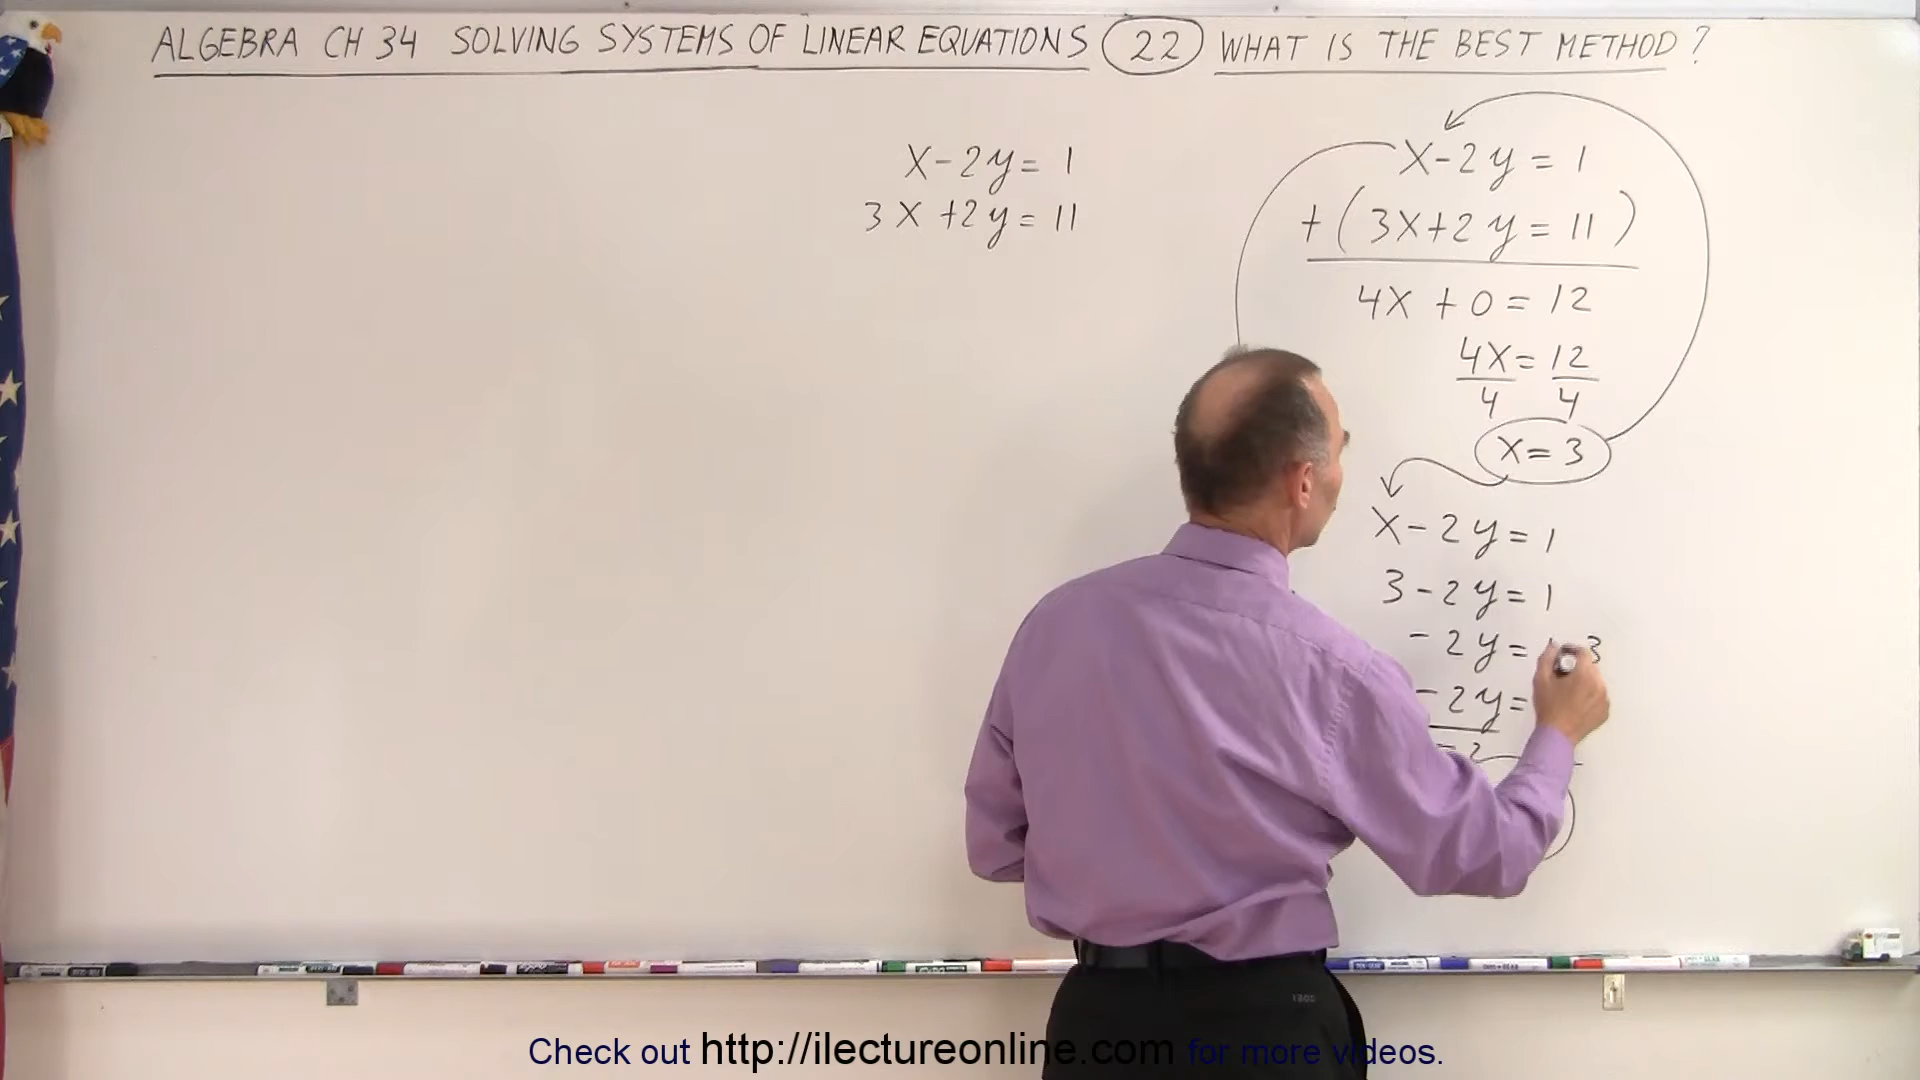 ALGEBRA CH 34 SOLVING SYSTEMS OF LINEAR EQUATIONS 22 WHAT IS THE BEST METHOD?
x-2y=1
3x+2y=11
x-2y=1
+(3x+2y=11)
4x+0=12
4x=12
4 4
x=3
x-2y=1
3-2y=1
-2y= 3
-2y=
-2
Check out http://ilectureonline.com for more videos.